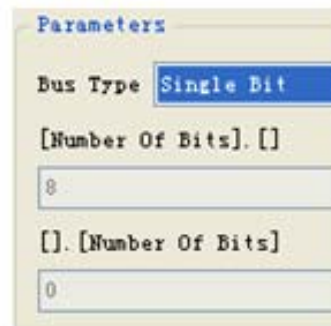 Parameters
Bus Type Single Bit
[Number Of Bits].[]
8
[].[Number Of Bits]
0